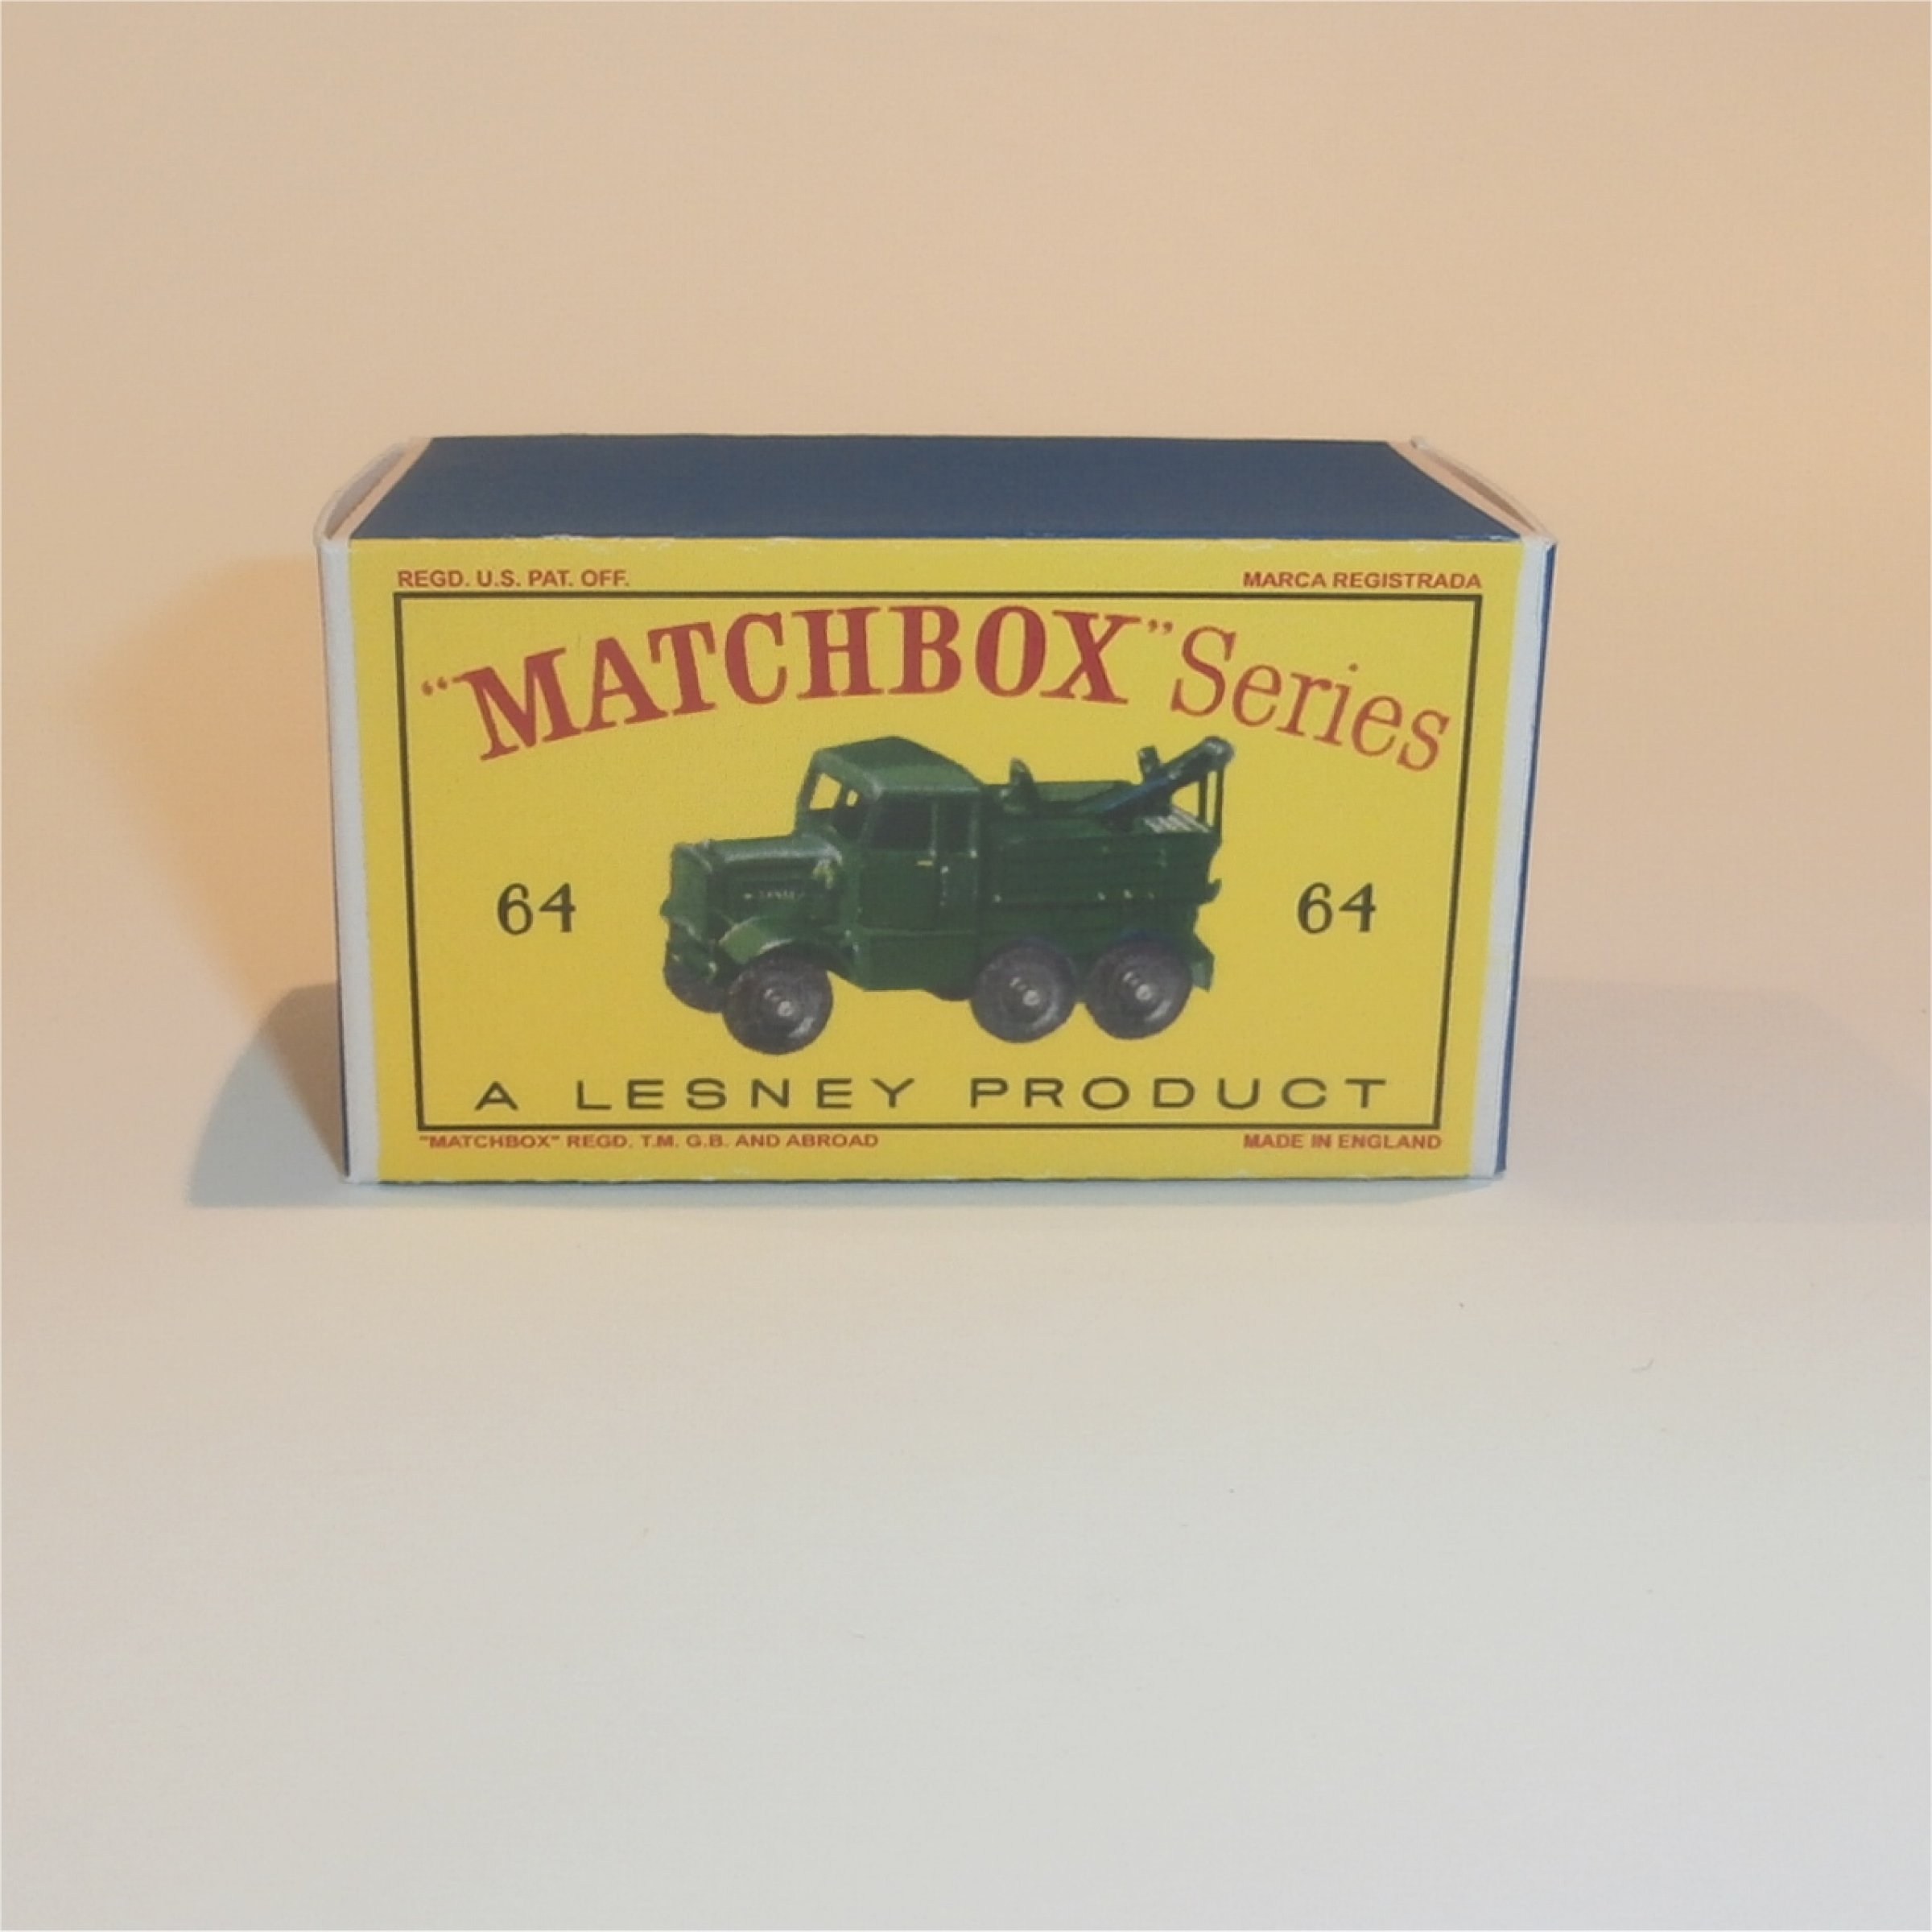 REGD. U.S. PAT. OFF. MARCA REGISTRADA
“MATCHBOX” Series
64 64
A LESNEY PRODUCT
"MATCHBOX" REGD. T.M. G.B. AND ABROAD MADE IN ENGLAND